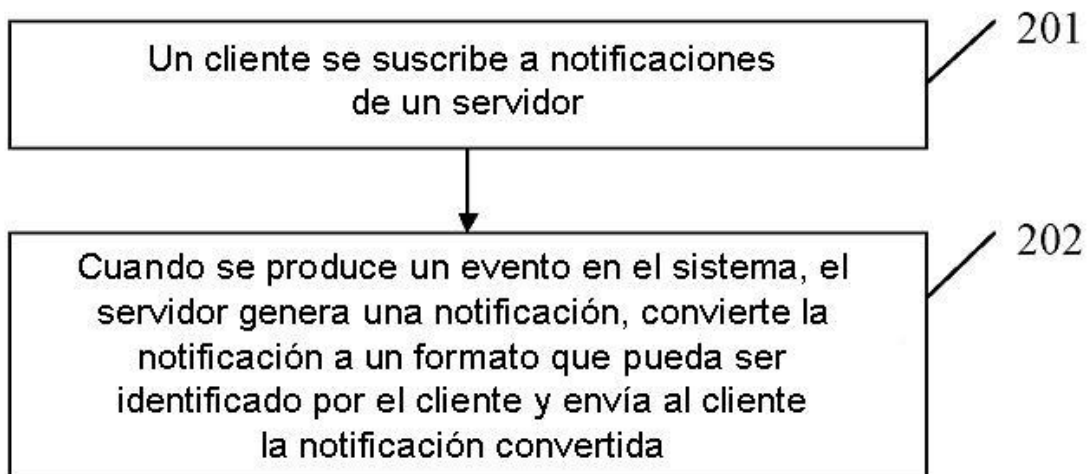 Un cliente se suscribe a notificaciones
de un servidor
201
Cuando se produce un evento en el sistema, el
servidor genera una notificación, convierte la
notificación a un formato que pueda ser
identificado por el cliente y envía al cliente
la notificación convertida
202